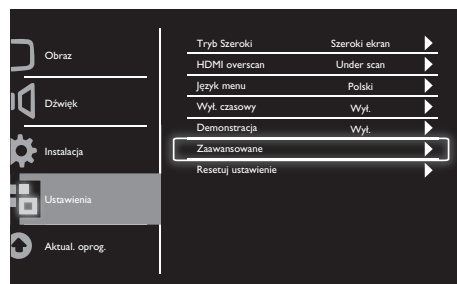 Obraz
Dźwięk
Instalacja
Ustawienia
Aktual. oprog.
Tryb Szeroki Szeroki ekran
HDMI overscan Under scan
Język menu Polski
Wył. czasowy Wył.
Demonstracja Wył.
Zaawansowane
Resetuj ustawienie